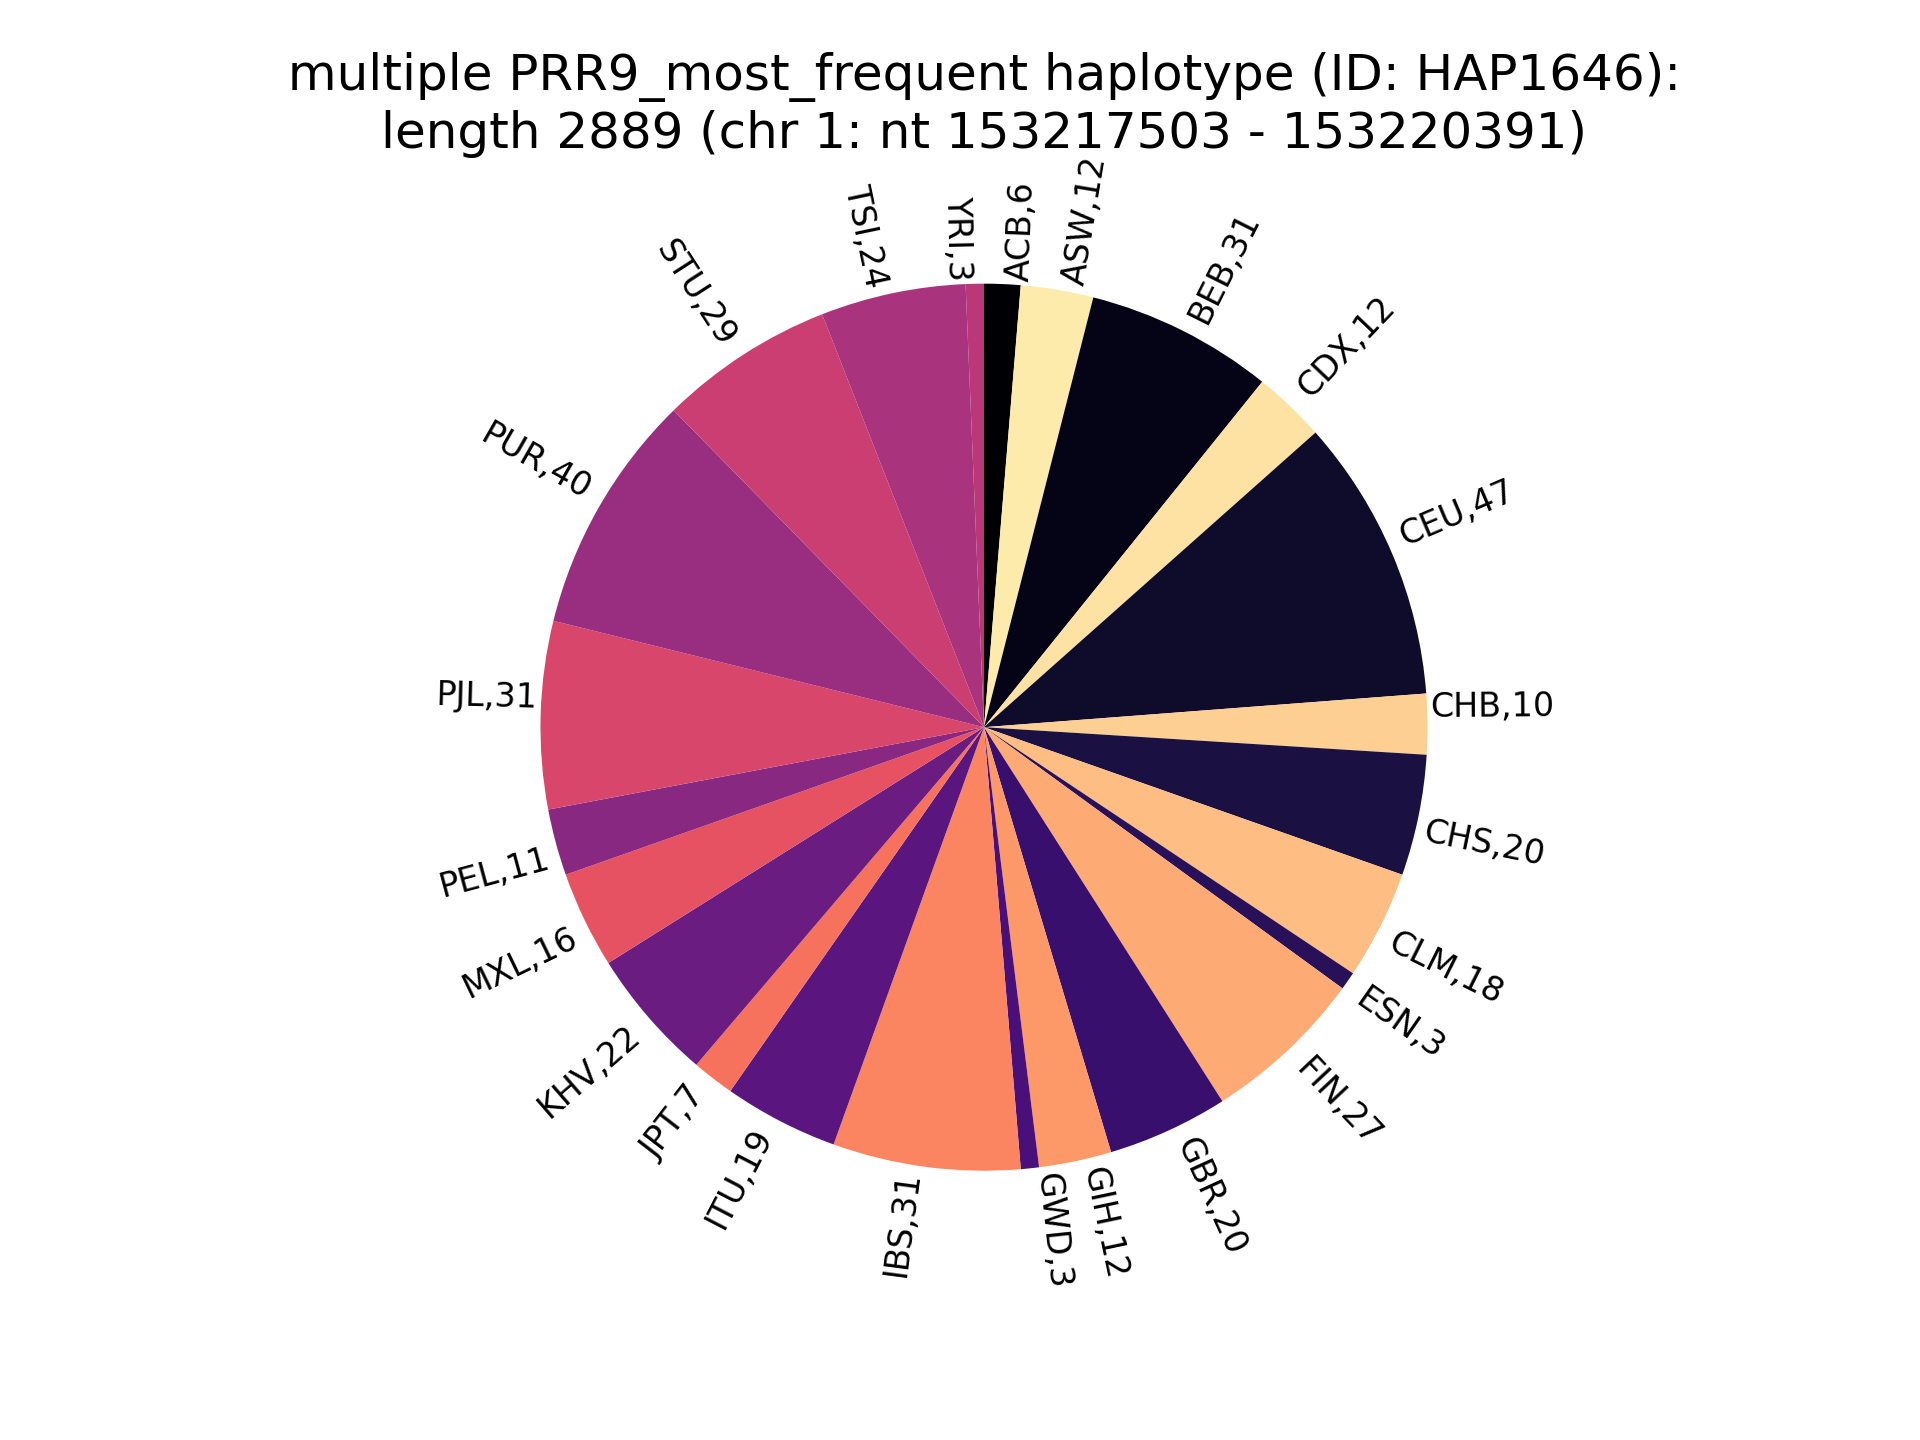 multiple PRR9_most_frequent haplotype (ID: HAP1646):
length 2889 (chr 1: nt 153217503 - 153220391)
ACB,6
ASW,12
BEB,31
CDX,12
CEU,47
CHB,10
CHS,20
CLM,18
ESN,3
FIN,27
GBR,20
GIH,12
GWD,3
IBS,31
ITU,19
JPT,7
KHV,22
MXL,16
PEL,11
PJL,31
PUR,40
STU,29
TSI,24
YRI,3